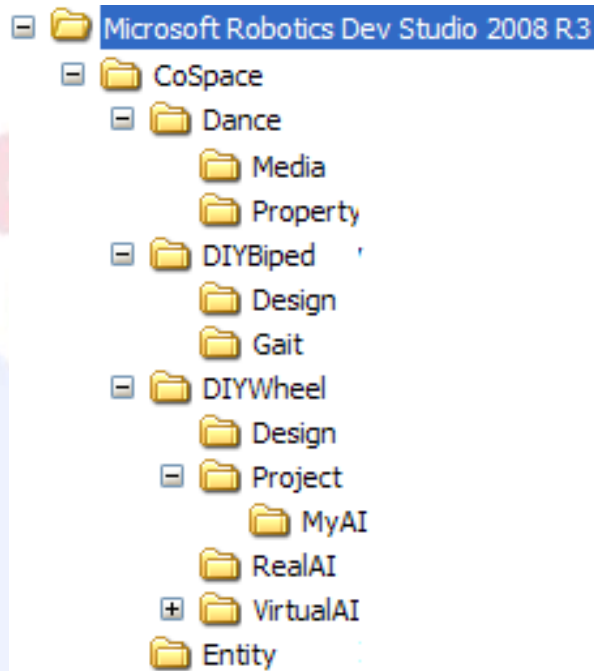 Microsoft Robotics Dev Studio 2008 R3
CoSpace
Dance
Media
Property
DIYBiped
Design
Gait
DIYWheel
Design
Project
MyAI
RealAI
VirtualAI
Entity